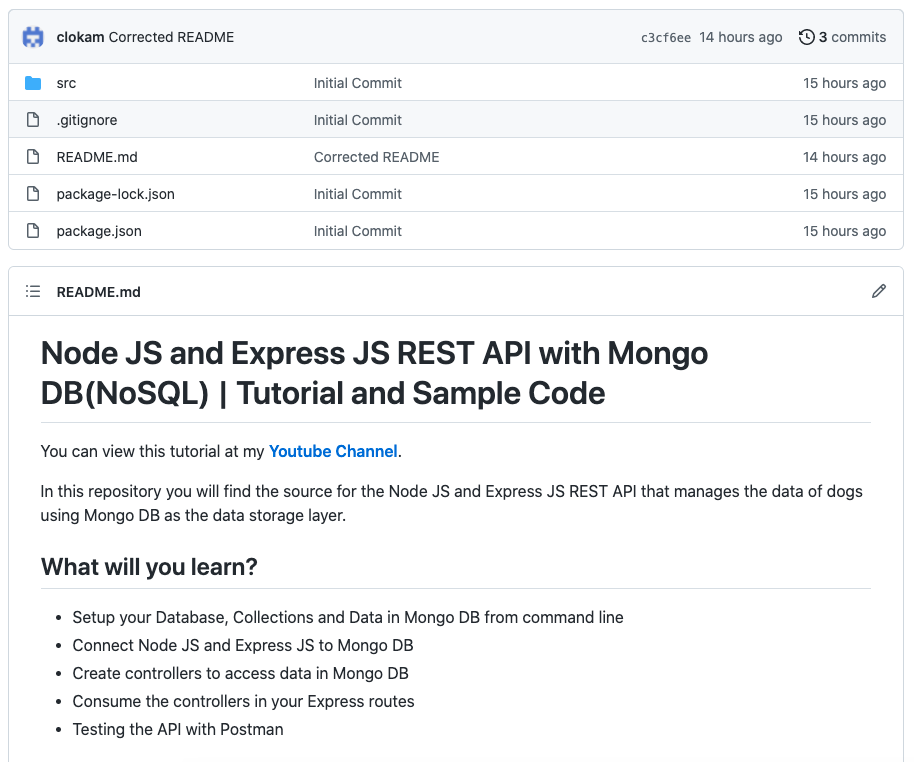 clokam Corrected README c3cf6ee 14 hours ago 3 commits
src Initial Commit 15 hours ago
.gitignore Initial Commit 15 hours ago
README.md Corrected README 14 hours ago
package-lock.json Initial Commit 15 hours ago
package.json Initial Commit 15 hours ago
README.md
Node JS and Express JS REST API with Mongo
DB(NoSQL) | Tutorial and Sample Code
You can view this tutorial at my Youtube Channel.
In this repository you will find the source for the Node JS and Express JS REST API that manages the data of dogs
using Mongo DB as the data storage layer.
What will you learn?
• Setup your Database, Collections and Data in Mongo DB from command line
• Connect Node JS and Express JS to Mongo DB
• Create controllers to access data in Mongo DB
• Consume the controllers in your Express routes
• Testing the API with Postman